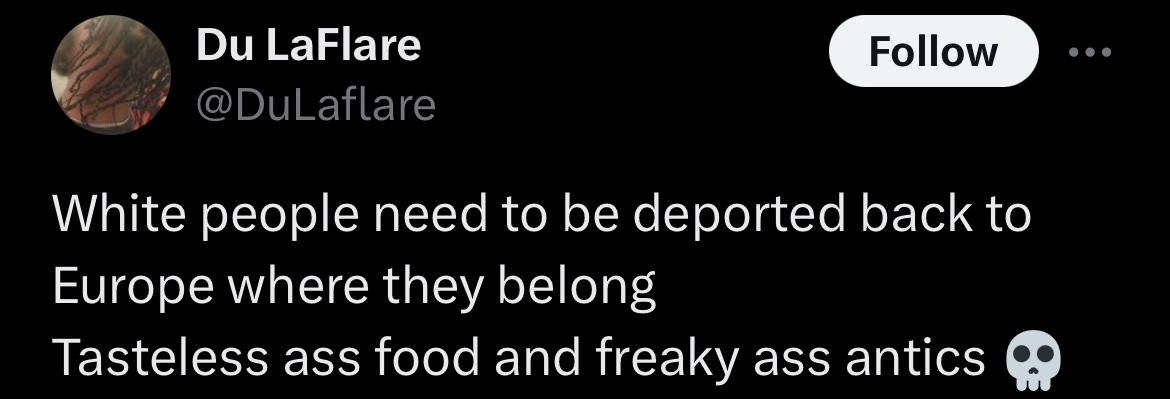 Du LaFlare
Follow
@DuLaflare
White people need to be deported back to
Europe where they belong
Tasteless ass food and freaky ass antics 💀